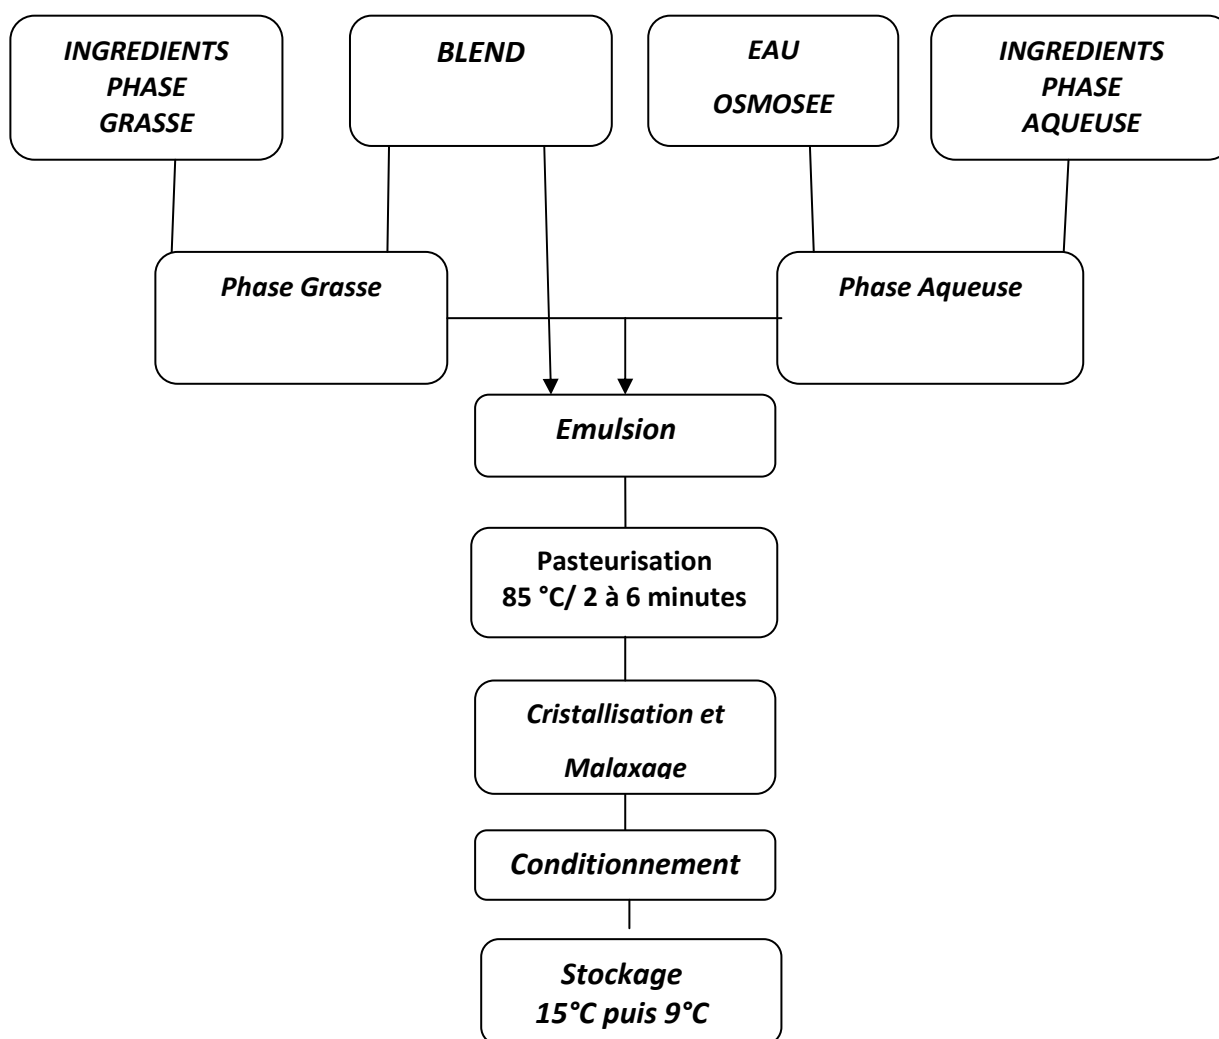 INGREDIENTS
PHASE
GRASSE
BLEND
EAU
OSMOSEE
INGREDIENTS
PHASE
AQUEUSE
Phase Grasse
Phase Aqueuse
Emulsion
Pasteurisation
85 °C/ 2 à 6 minutes
Cristallisation et
Malaxage
Conditionnement
Stockage
15°C puis 9°C